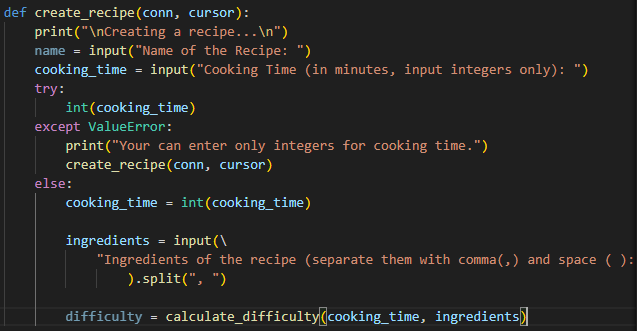 def create_recipe(conn, cursor):
print("\nCreating a recipe...\n")
name = input("Name of the Recipe: ")
cooking_time = input("Cooking Time (in minutes, input integers only): ")
try:
int(cooking_time)
except ValueError:
print("Your can enter only integers for cooking time.")
create_recipe(conn, cursor)
else:
cooking_time = int(cooking_time)
ingredients = input(\
"Ingredients of the recipe (separate them with comma(,) and space ( ):
).split(", ")
difficulty = calculate_difficulty(cooking_time, ingredients)